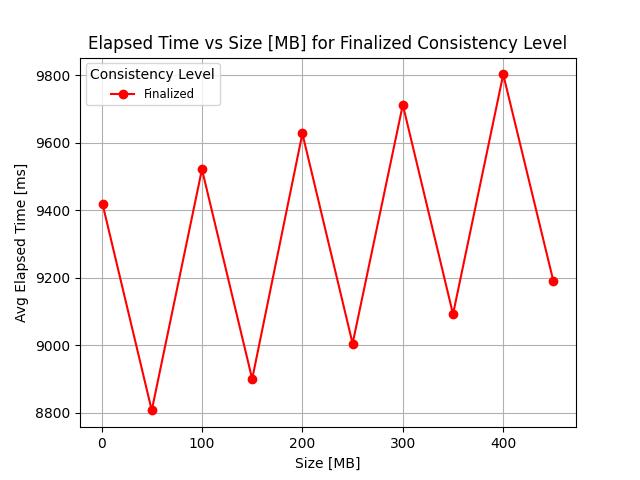 Elapsed Time vs Size [MB] for Finalized Consistency Level
Consistency Level
Finalized
9800
9600
9400
9200
9000
8800
Avg Elapsed Time [ms]
0 100 200 300 400
Size [MB]